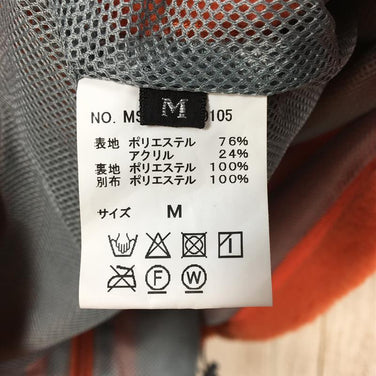 M
NO. MS 0105
表地 ポリエステル 76%
アクリル 24%
裏地 ポリエステル 100%
別布 ポリエステル 100%
サイズ M
F W